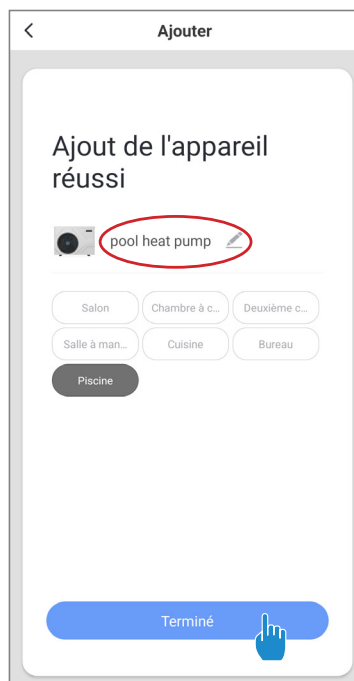 Ajouter
Ajout de l'appareil
réussi
pool heat pump
Salon
Chambre à c...
Deuxième c...
Salle à man...
Cuisine
Bureau
Piscine
Terminé